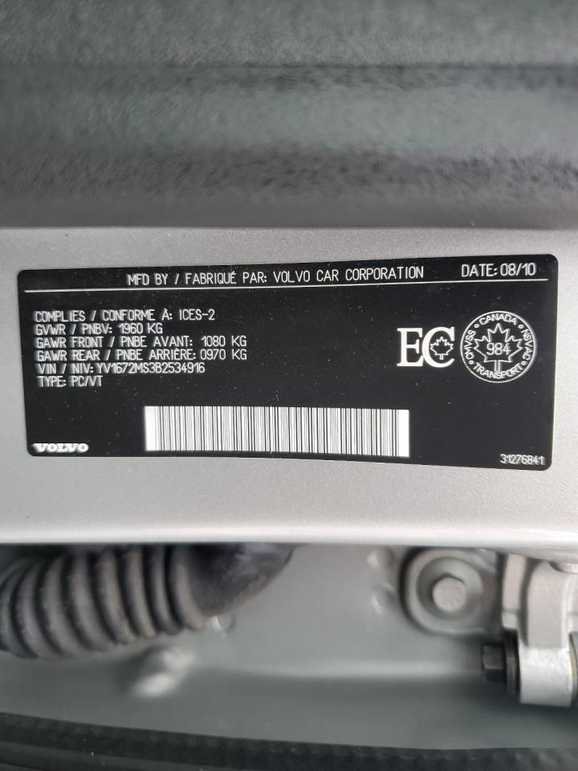 MFD BY / FABRIQUÉ PAR: VOLVO CAR CORPORATION DATE: 08/10
COMPLIES / CONFORME À: ICES-2
GVWR / PNBV: 1960 KG
GAWR FRONT / PNBE AVANT: 1080 KG
GAWR REAR / PNBE ARRIÈRE: 0970 KG
VIN / NIV: YV1672MS3B2534916
TYPE: PC/VT
EC
CANADA
CMVSS
984
NSVAC
TRANSPORT
VOLVO
31276841